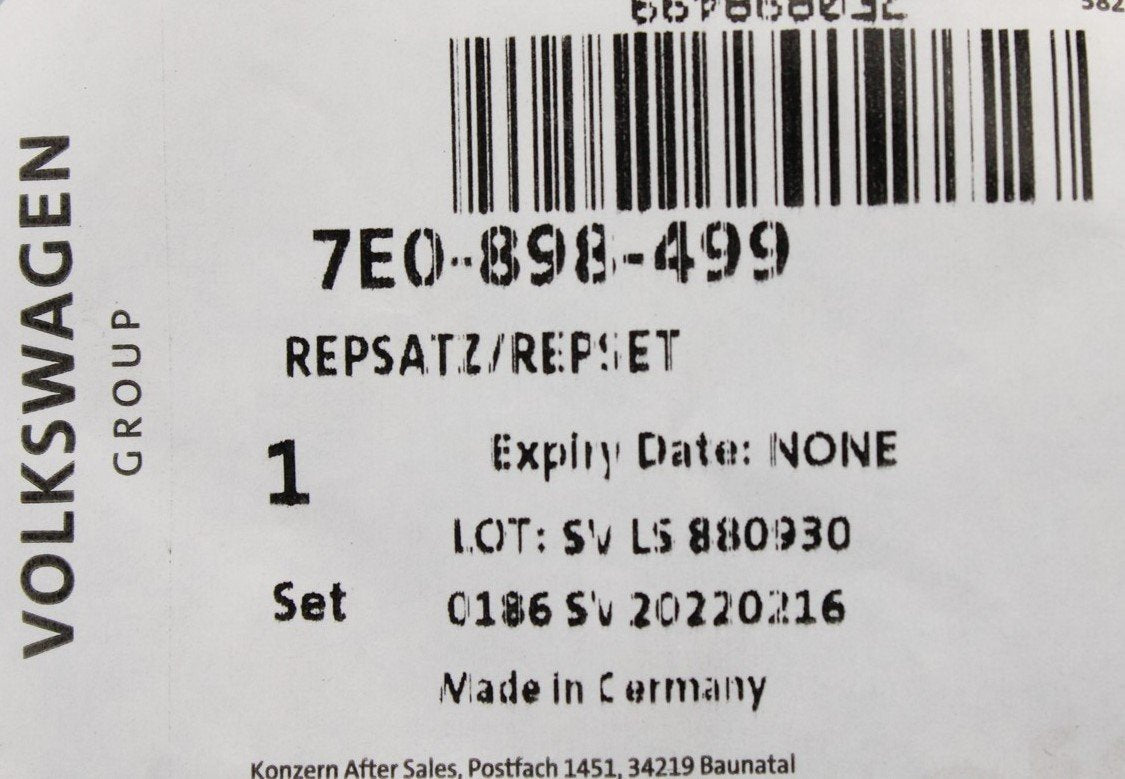 582
VOLKSWAGEN
GROUP
7E0-898-499
REPSATZ/REPSET
1
Expiry Date: NONE
LOT: SV LS 880930
Set
0186 SV 20220216
Made in Germany
Konzern After Sales, Postfach 1451, 34219 Baunatal